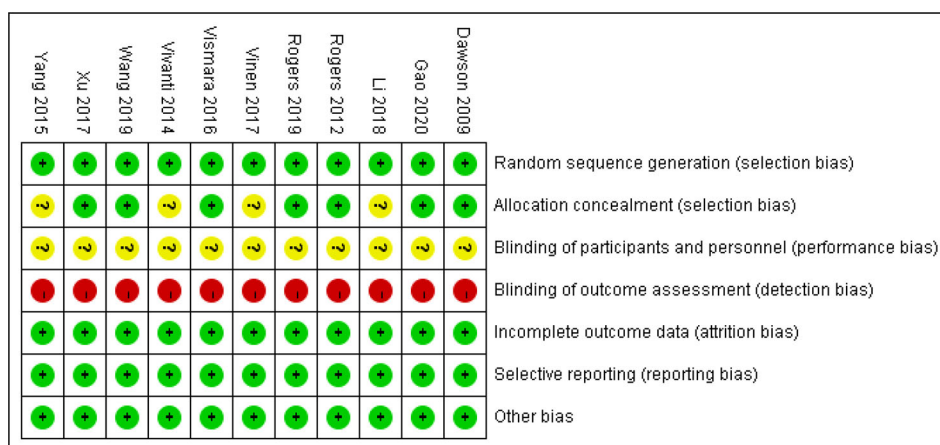 Yang 2015
Xu 2017
Wang 2019
Vivanti 2014
Vismara 2016
Vinen 2017
Rogers 2019
Rogers 2012
Li 2018
Gao 2020
Dawson 2009
+ + + + + + + + + + + Random sequence generation (selection bias)
? + + ? + ? + + ? + + Allocation concealment (selection bias)
? ? ? ? ? ? ? ? ? ? ? Blinding of participants and personnel (performance bias)
- - - - - - - - - - - Blinding of outcome assessment (detection bias)
+ + + + + + + + + + + Incomplete outcome data (attrition bias)
+ + + + + + + + + + + Selective reporting (reporting bias)
+ + + + + + + + + + + Other bias